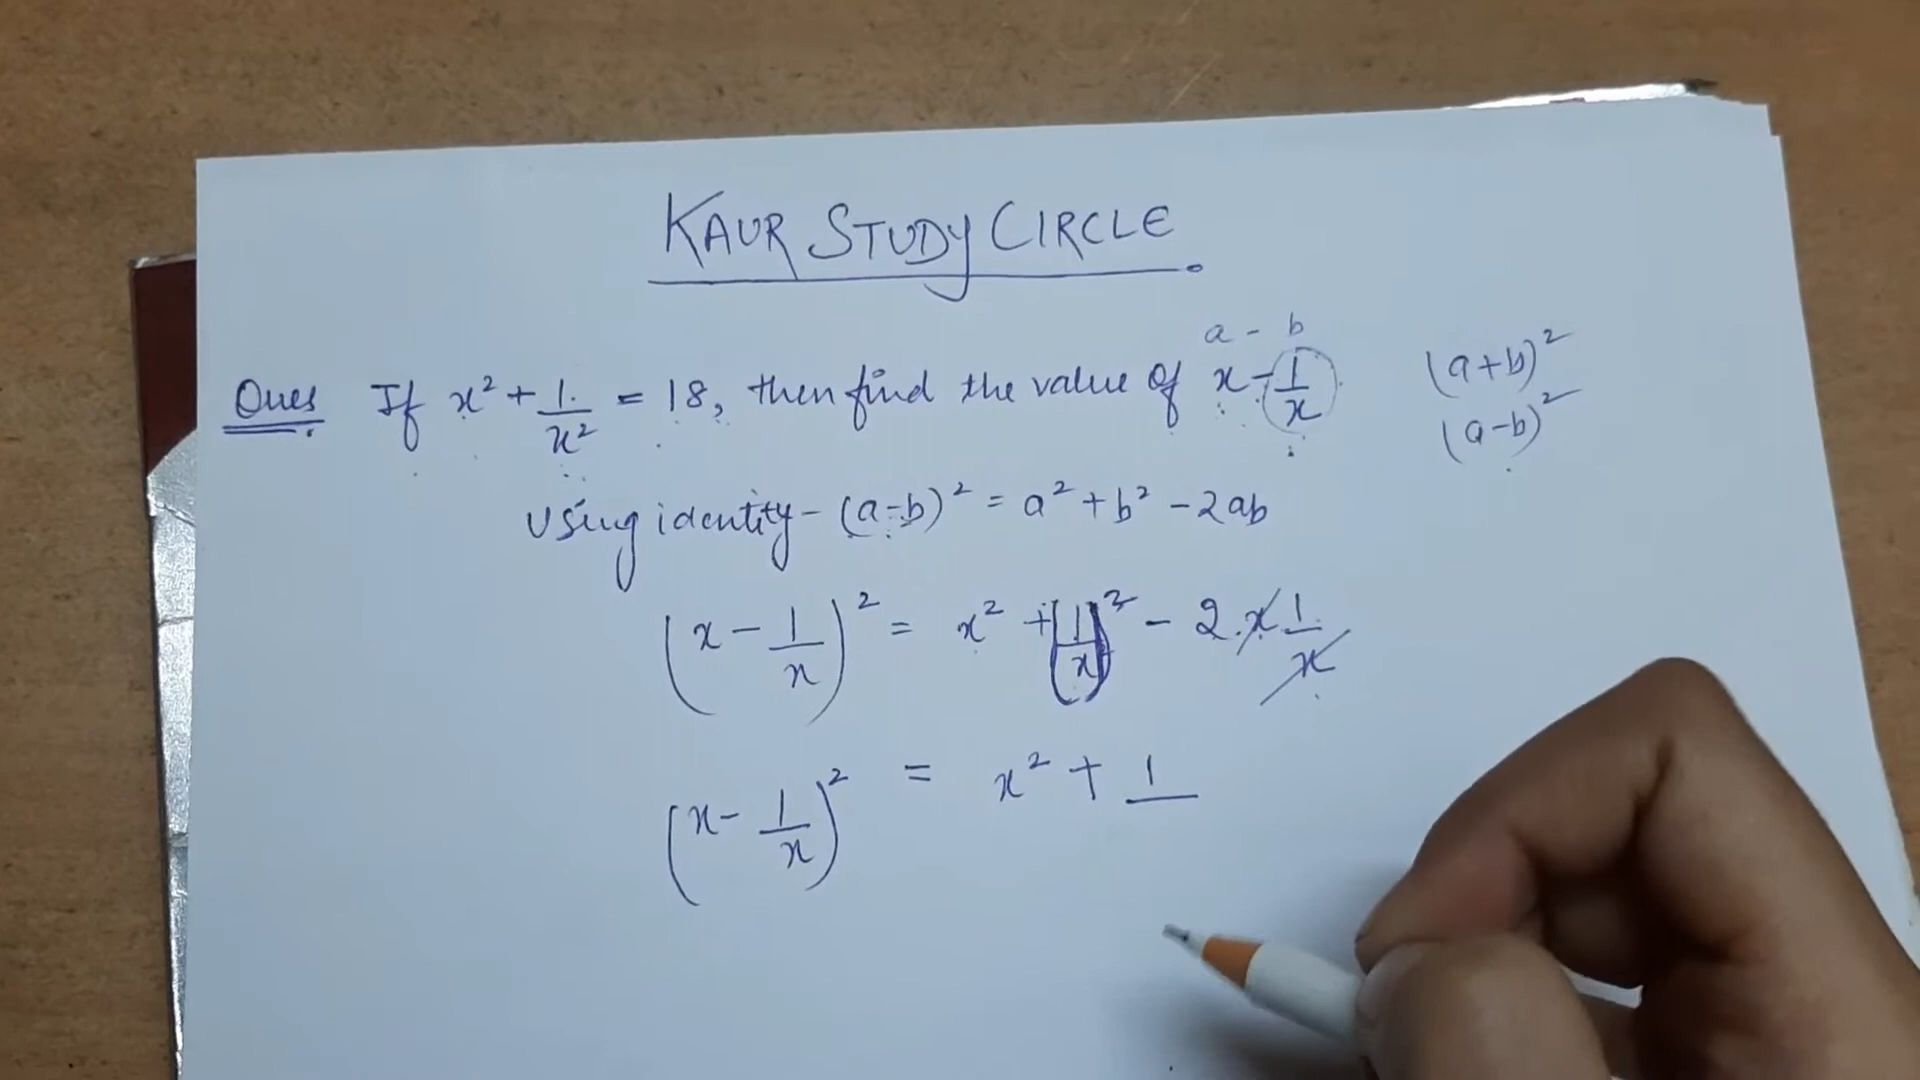 KAUR STUDY CIRCLE
a - b
Ques If x² + 1/x² = 18, then find the value of x - 1/x
(a+b)²
(a-b)²
Using identity - (a-b)² = a² + b² - 2ab
(x - 1/x)² = x² + (1/x)² - 2.x 1/x
(x - 1/x)² = x² + 1